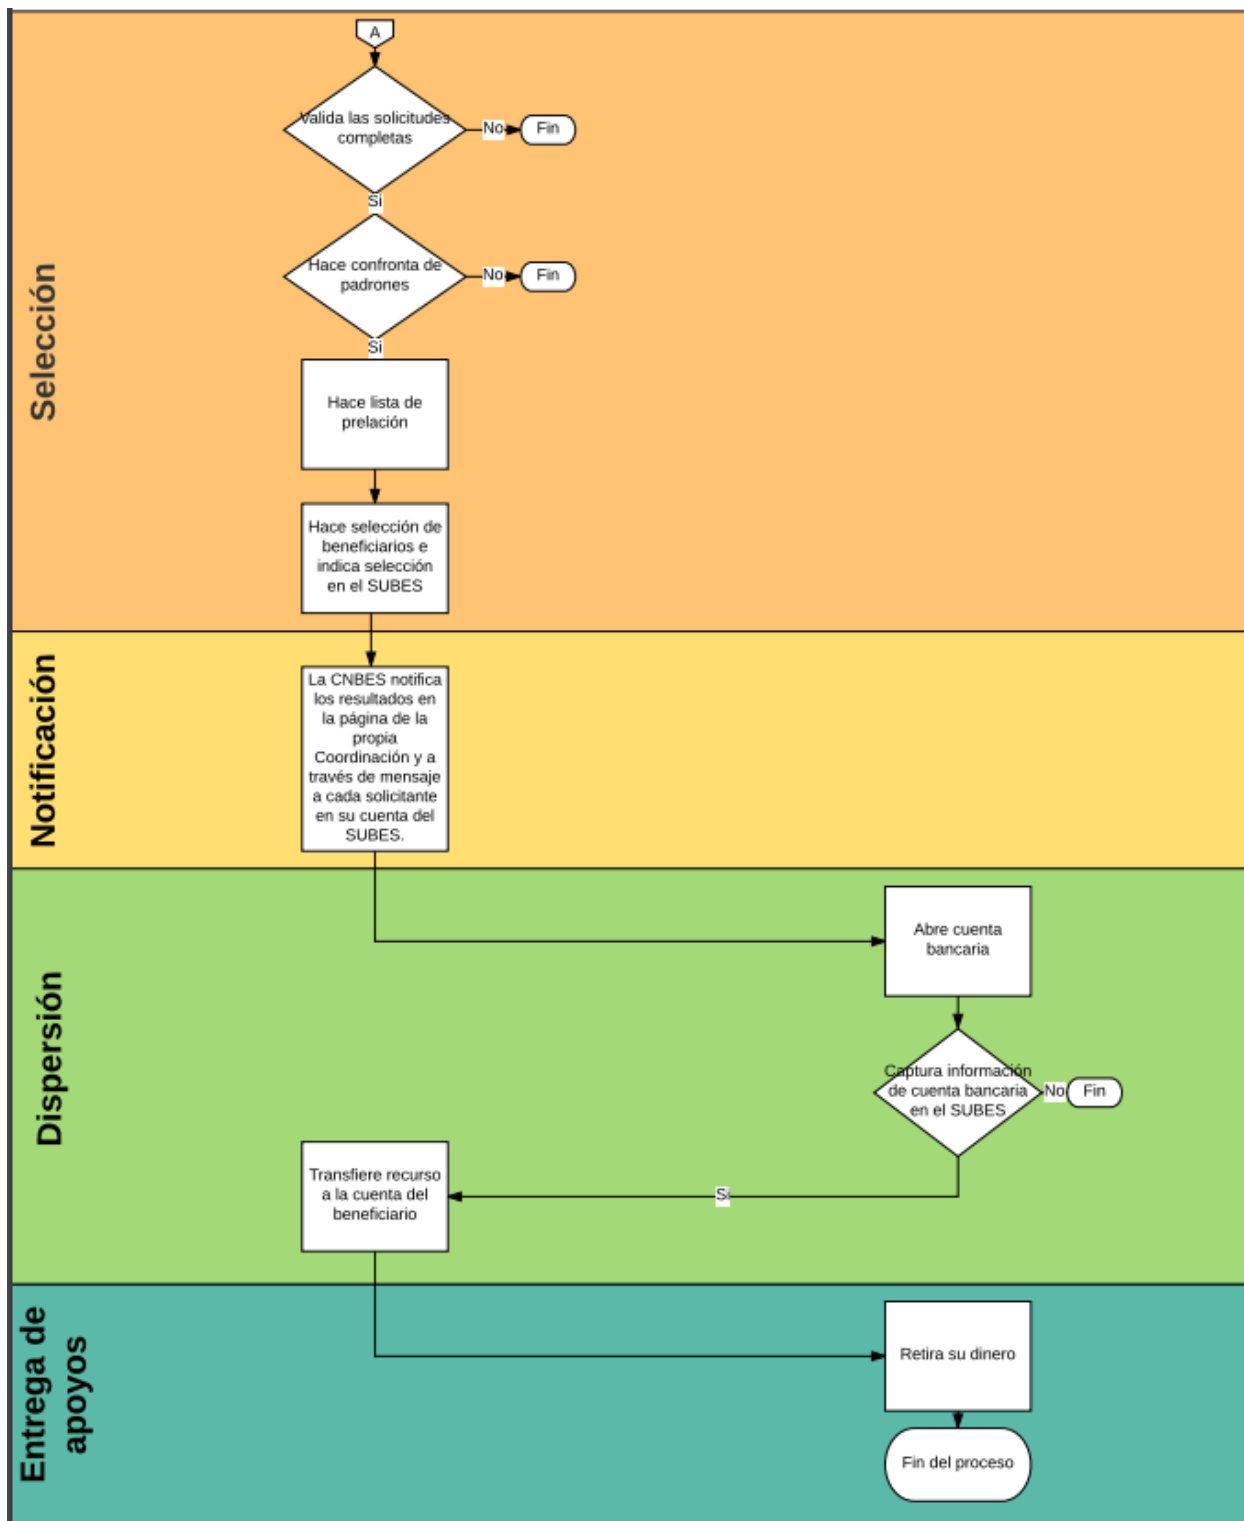 A
Valida las solicitudes
completas
No
Fin
Si
Hace confronta de
padrones
No
Fin
Si
Hace lista de
prelación
Hace selección de
beneficiarios e
indica selección
en el SUBES
Selección
La CNBES notifica
los resultados en
la página de la
propia
Coordinación y a
través de mensaje
a cada solicitante
en su cuenta del
SUBES.
Notificación
Abre cuenta
bancaria
Captura información
de cuenta bancaria
en el SUBES
No
Fin
Si
Transfiere recurso
a la cuenta del
beneficiario
Dispersión
Retira su dinero
Fin del proceso
Entrega de
apoyos